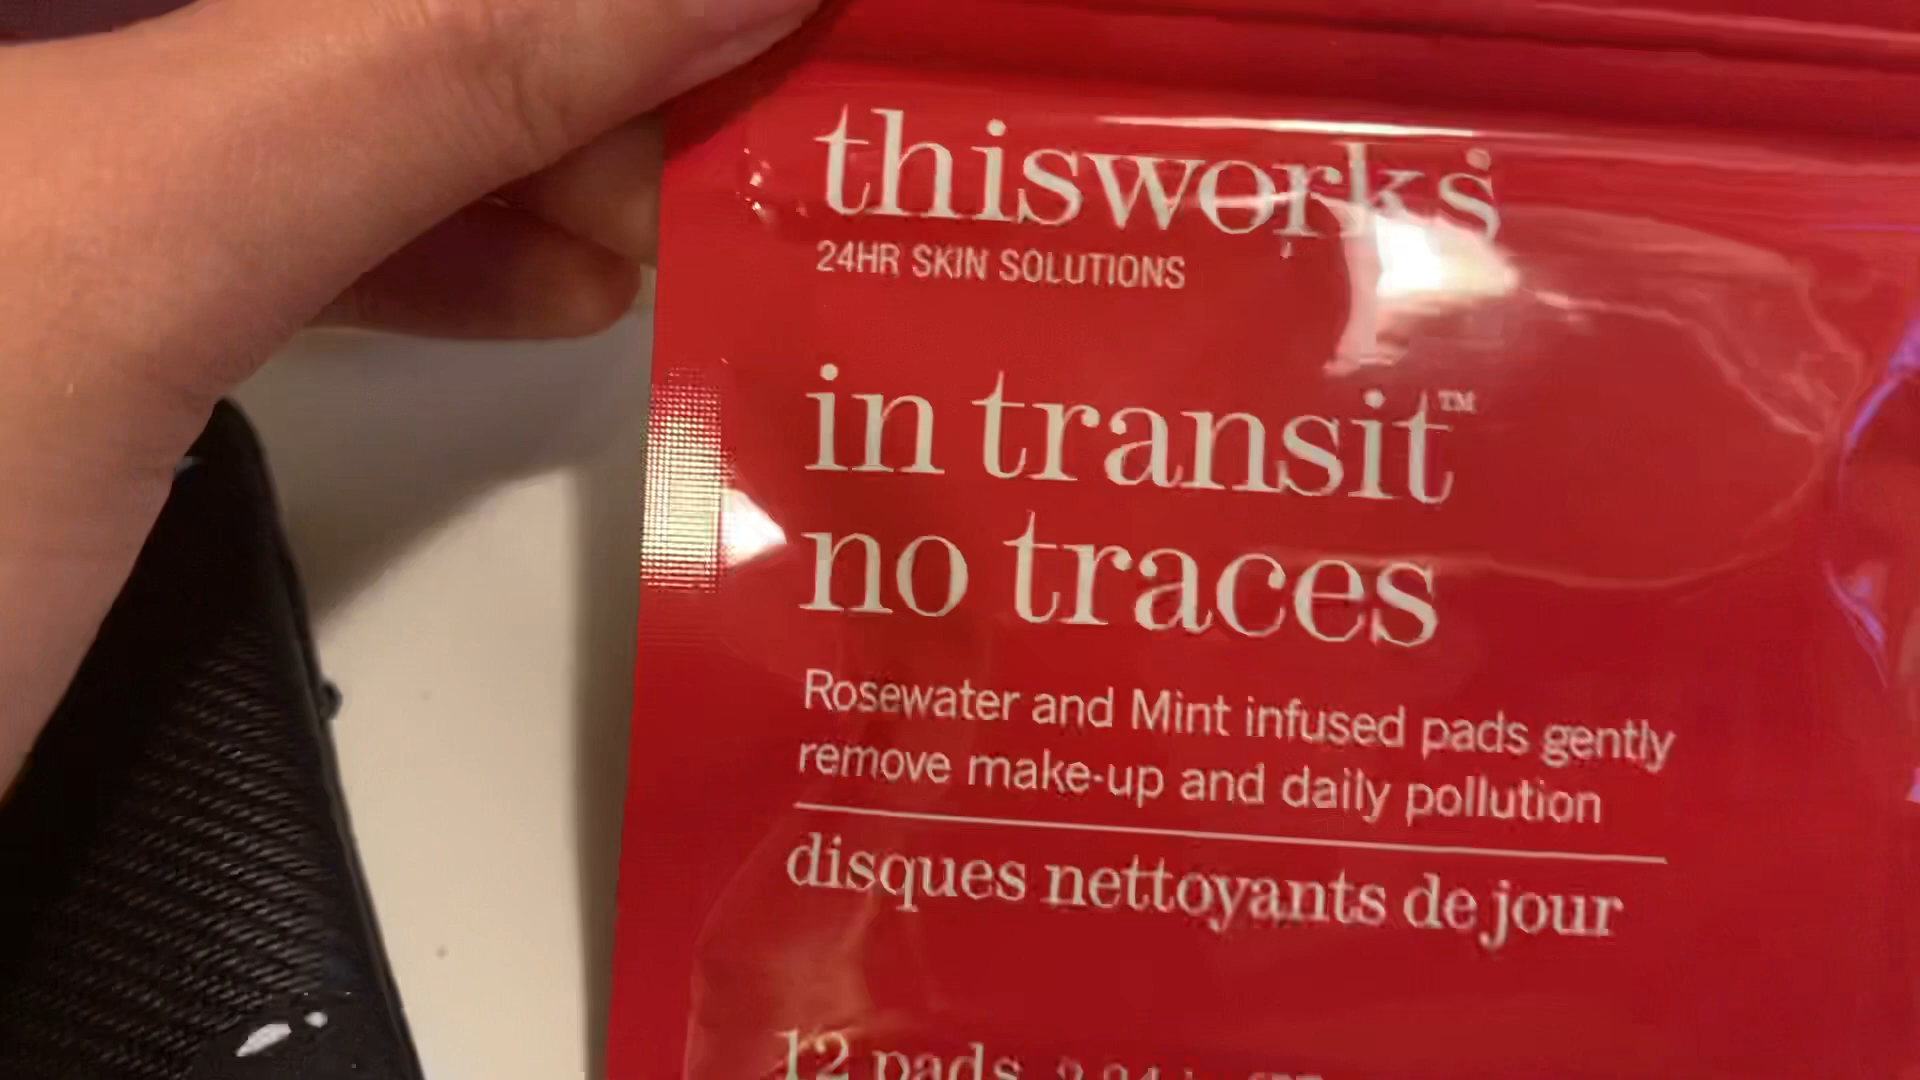 thisworks
24HR SKIN SOLUTIONS
in transit™
no traces
Rosewater and Mint infused pads gently
remove make-up and daily pollution
disques nettoyants de jour
12 pads